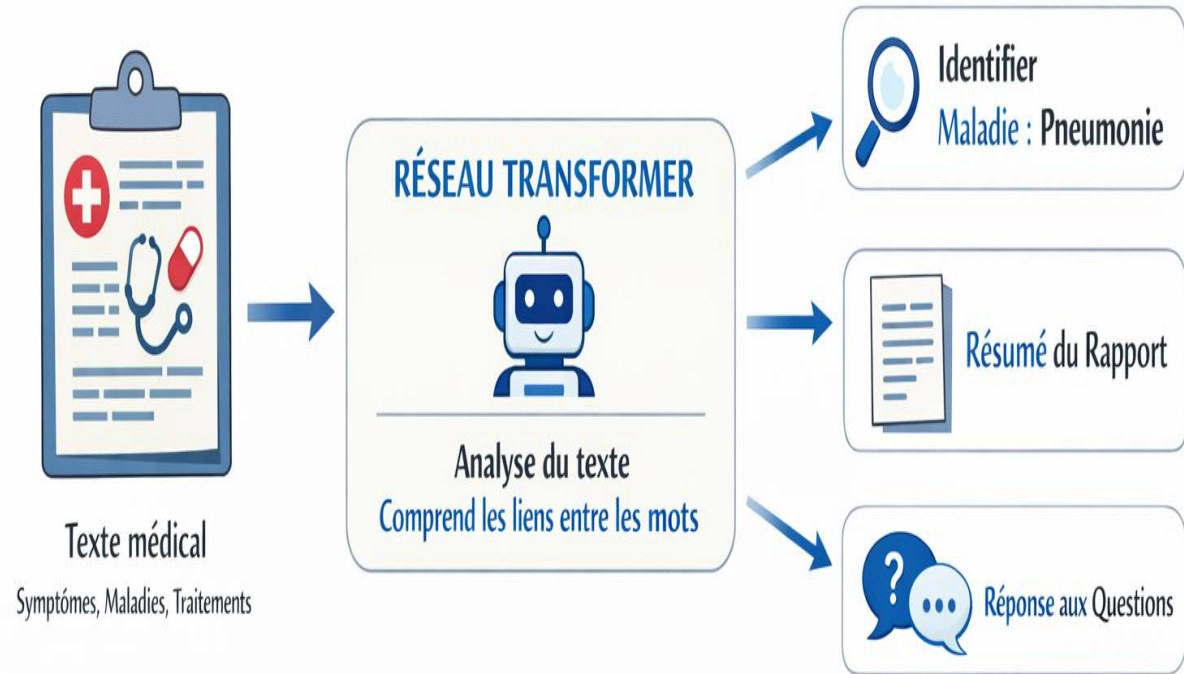 Texte médical
Symptómes, Maladies, Traitements
RÉSEAU TRANSFORMER
Analyse du texte
Comprend les liens entre les mots
Identifier
Maladie : Pneumonie
Résumé du Rapport
?
Réponse aux Questions